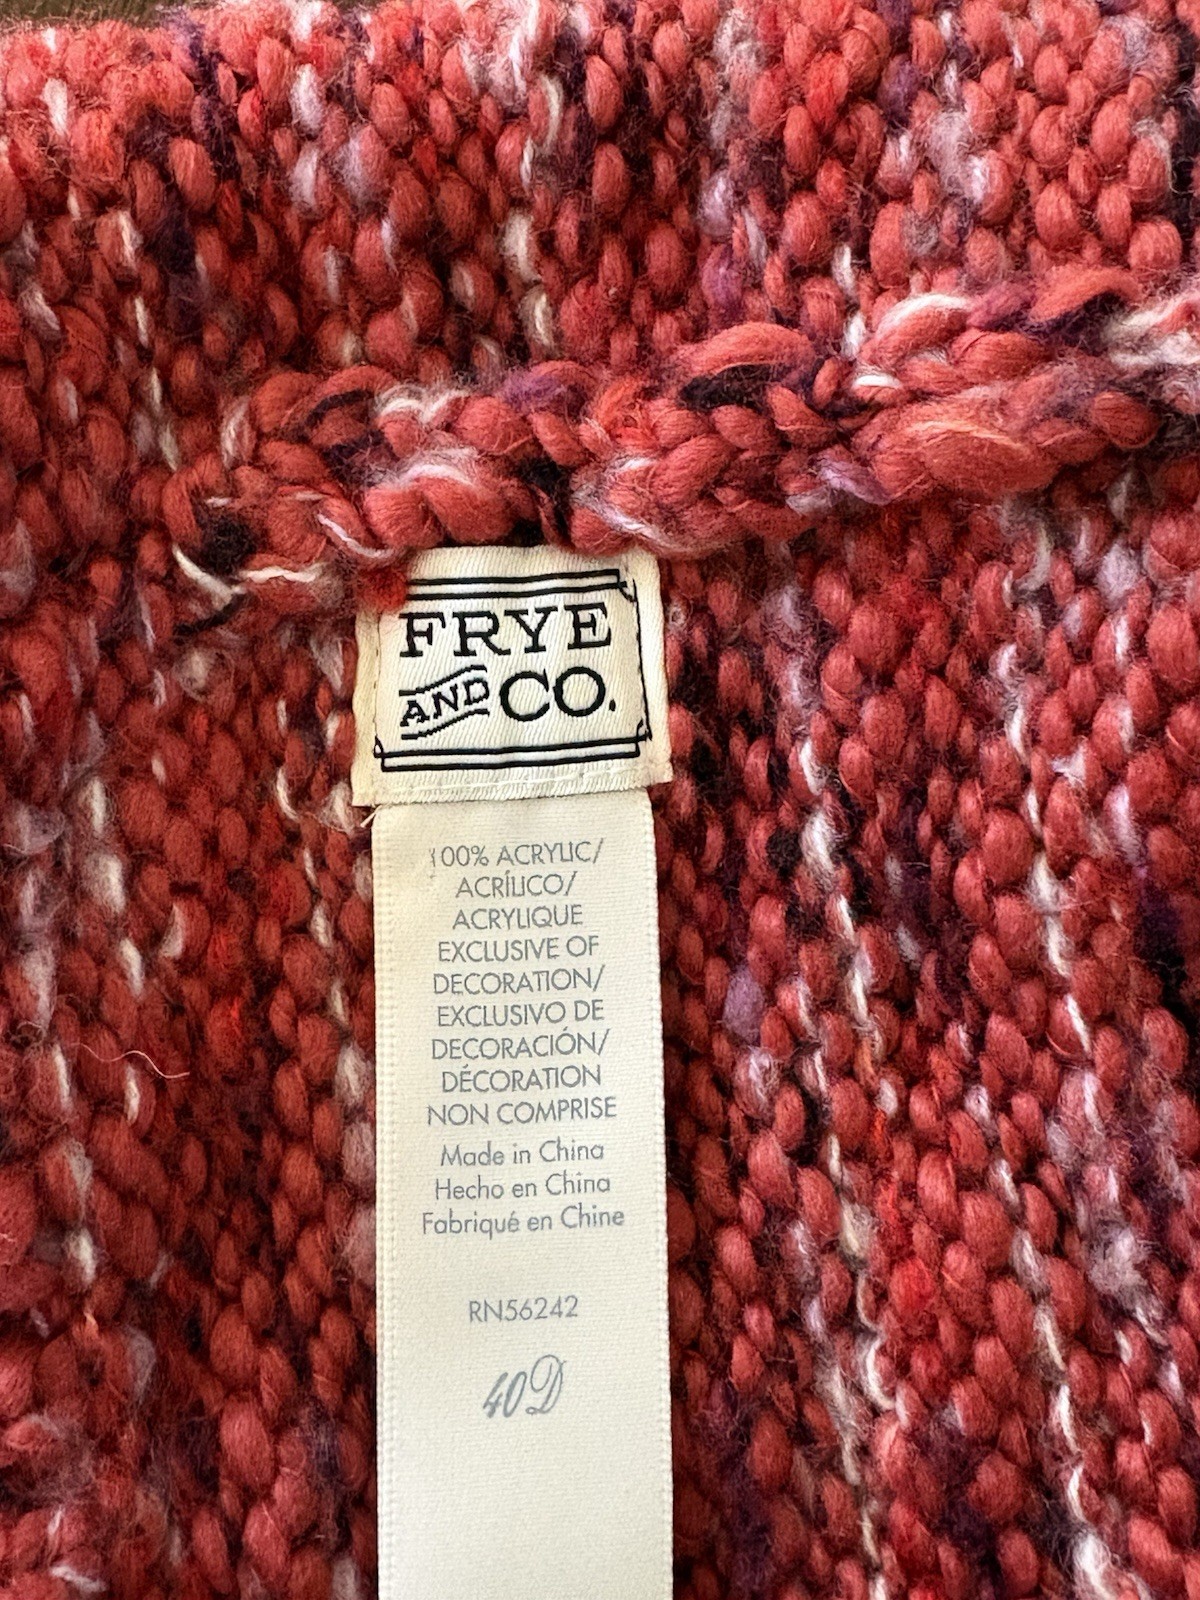 FRYE
AND CO.
100% ACRYLIC/
ACRÍLICO/
ACRYLIQUE
EXCLUSIVE OF
DECORATION/
EXCLUSIVO DE
DECORACIÓN/
DÉCORATION
NON COMPRISE
Made in China
Hecho en China
Fabriqué en Chine
RN56242
40D